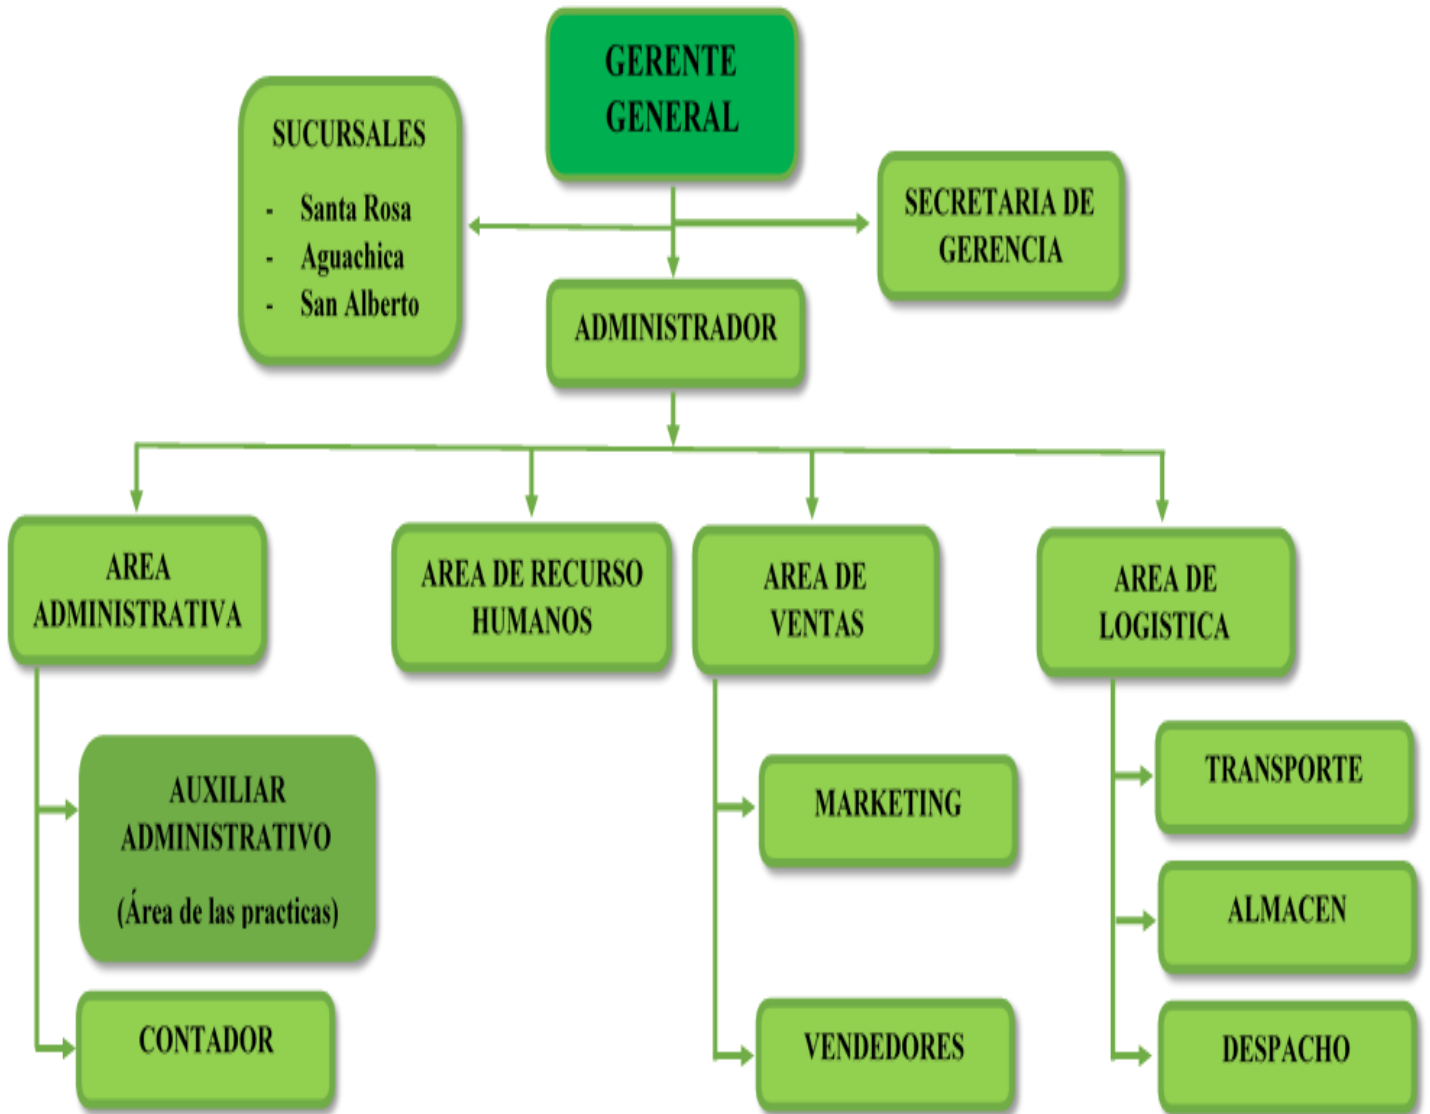 GERENTE
GENERAL
SUCURSALES
- Santa Rosa
- Aguachica
- San Alberto
SECRETARIA DE
GERENCIA
ADMINISTRADOR
AREA
ADMINISTRATIVA
AREA DE RECURSO
HUMANOS
AREA DE
VENTAS
AREA DE
LOGISTICA
AUXILIAR
ADMINISTRATIVO
(Área de las practicas)
CONTADOR
MARKETING
VENDEDORES
TRANSPORTE
ALMACEN
DESPACHO